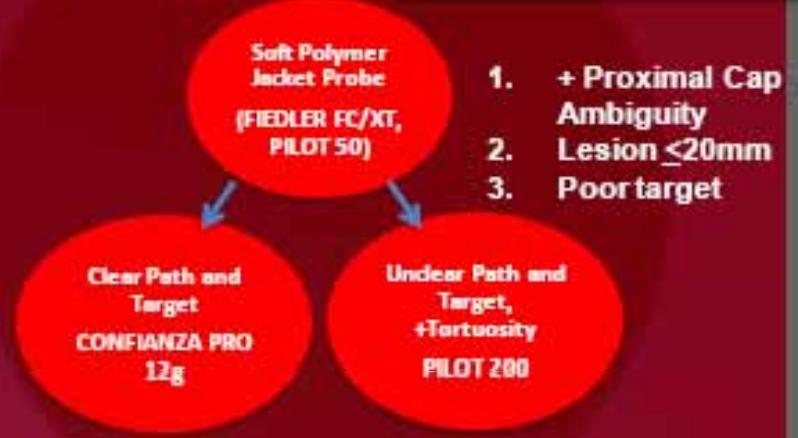 Soft Polymer
Jacket Probe
(FIEDLER FC/XT,
PILOT 50)
1. + Proximal Cap
Ambiguity
2. Lesion ≤20mm
3. Poor target
Clear Path and
Target
CONFIANZA PRO
12g
Unclear Path and
Target,
+Tortuosity
PILOT 200